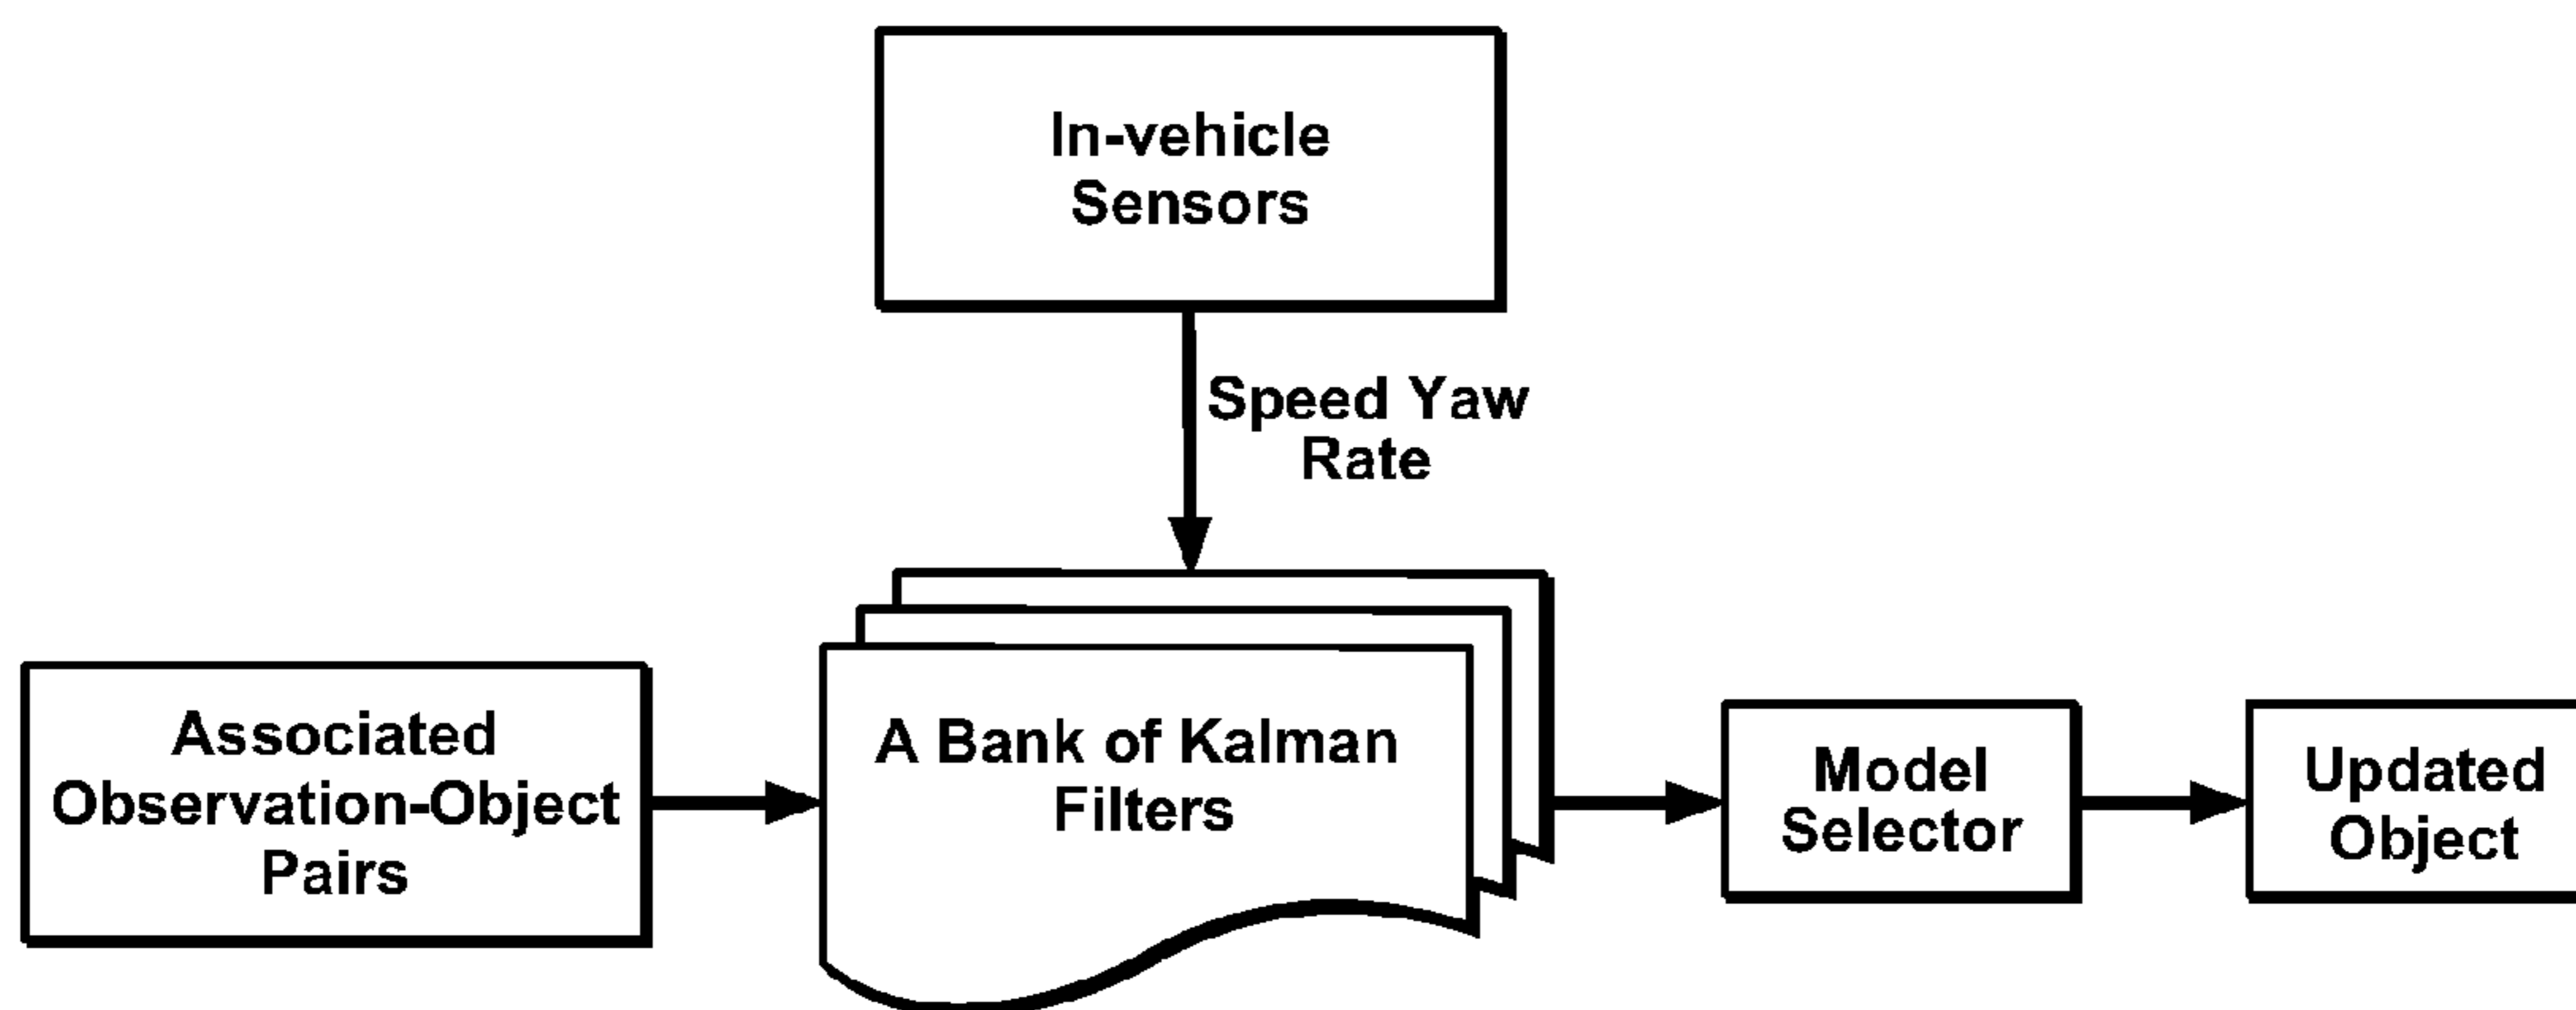 In-vehicle
Sensors
Speed Yaw
Rate
Associated
Observation-Object
Pairs
A Bank of Kalman
Filters
Model
Selector
Updated
Object